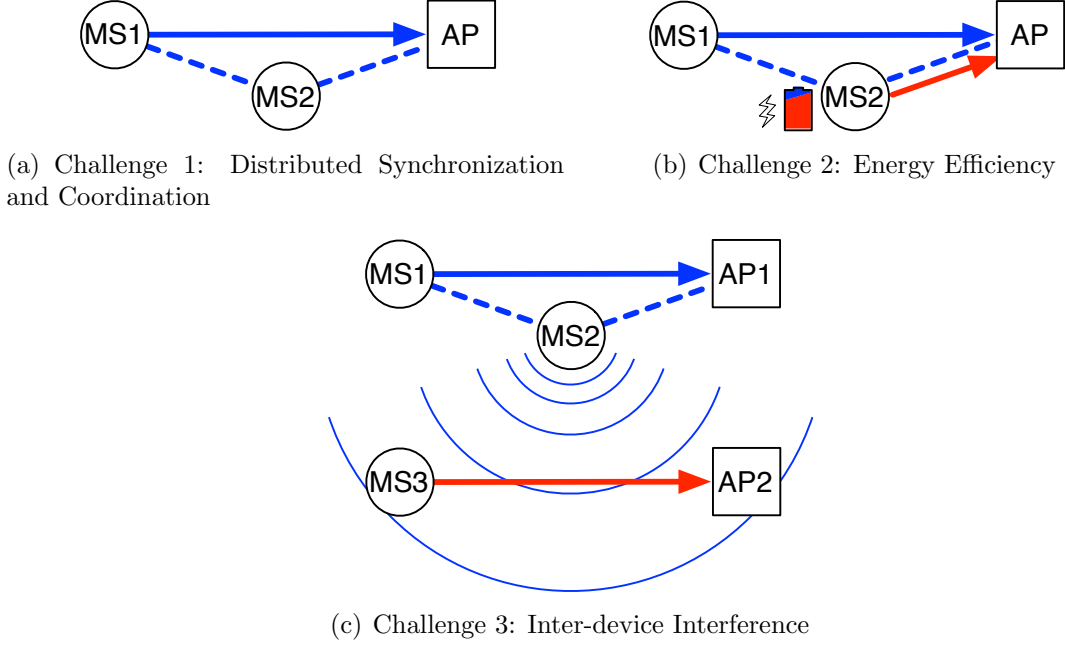 MS1
AP
MS2
MS1
AP
MS2
(a) Challenge 1: Distributed Synchronization
and Coordination
(b) Challenge 2: Energy Efficiency
MS1
AP1
MS2
MS3
AP2
(c) Challenge 3: Inter-device Interference